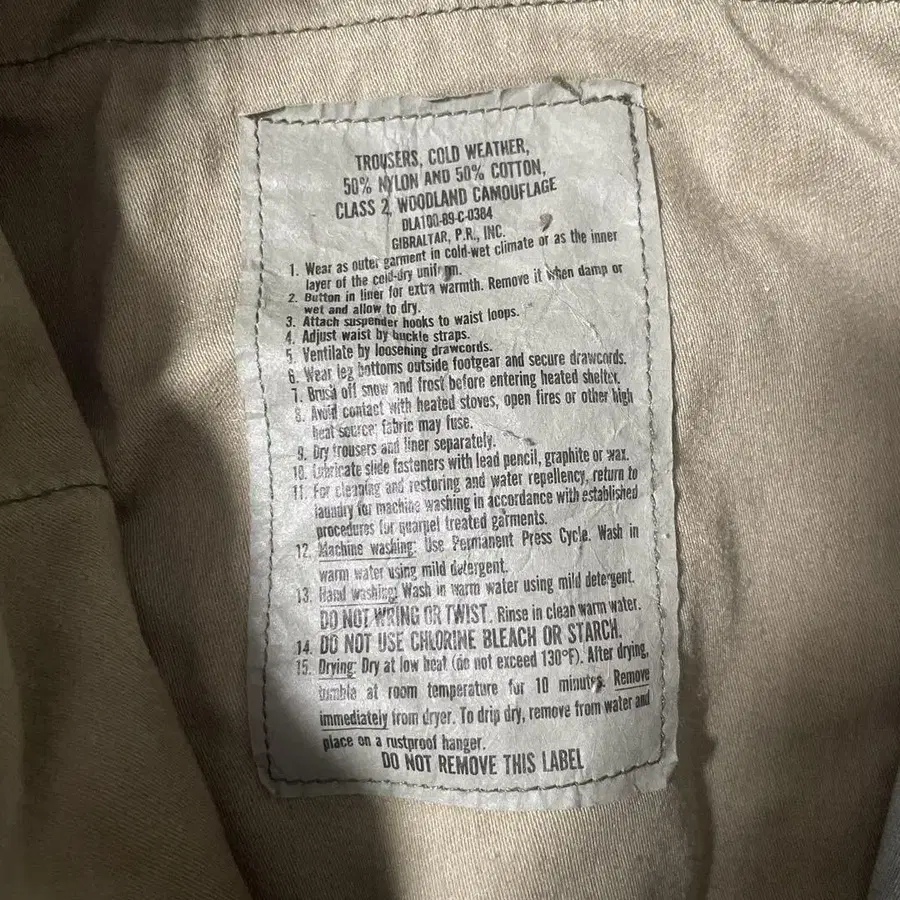 TROUSERS, COLD WEATHER,
50% NYLON AND 50% COTTON,
CLASS 2, WOODLAND CAMOUFLAGE
DLA100-89-C-0384
GIBRALTAR, P.R., INC.
1. Wear as outer garment in cold-wet climate or as the inner
layer of the cold-dry uniform.
2. Button in liner for extra warmth. Remove it when damp or
wet and allow to dry.
3. Attach suspender hooks to waist loops.
4. Adjust waist by buckle straps.
5. Ventilate by loosening drawcords.
6. Wear leg bottoms outside footgear and secure drawcords.
7. Brush off snow and frost before entering heated shelter.
8. Avoid contact with heated stoves, open fires or other high
heat source; fabric may fuse.
9. Dry trousers and liner separately.
10. Lubricate slide fasteners with lead pencil, graphite or wax.
11. For cleaning and restoring and water repellency, return to
laundry for machine washing in accordance with established
procedures for quarpel treated garments.
12. Machine washing: Use Permanent Press Cycle. Wash in
warm water using mild detergent.
13. Hand washing: Wash in warm water using mild detergent.
DO NOT WRING OR TWIST. Rinse in clean warm water.
14. DO NOT USE CHLORINE BLEACH OR STARCH.
15. Drying: Dry at low heat (do not exceed 130°F). After drying,
tumble at room temperature for 10 minutes. Remove
immediately from dryer. To drip dry, remove from water and
place on a rustproof hanger.
DO NOT REMOVE THIS LABEL